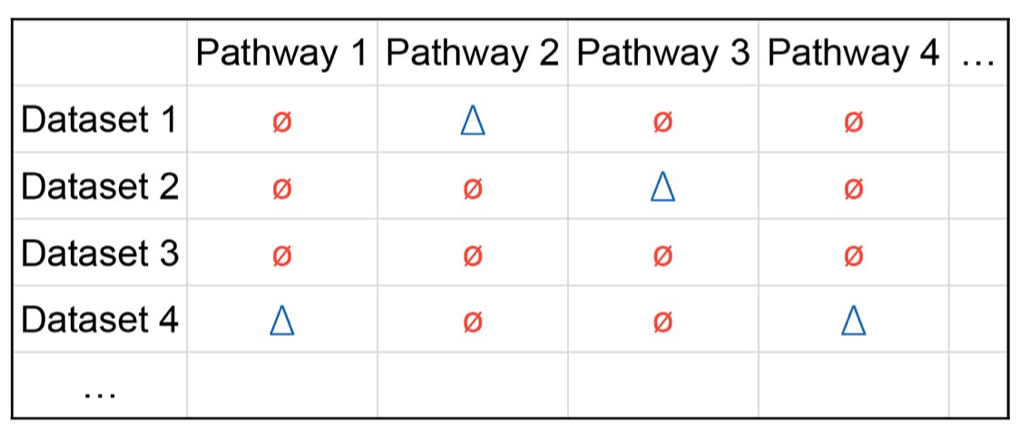 Pathway 1 Pathway 2 Pathway 3 Pathway 4 ...
Dataset 1 ø Δ ø ø
Dataset 2 ø ø Δ ø
Dataset 3 ø ø ø ø
Dataset 4 Δ ø ø Δ
...